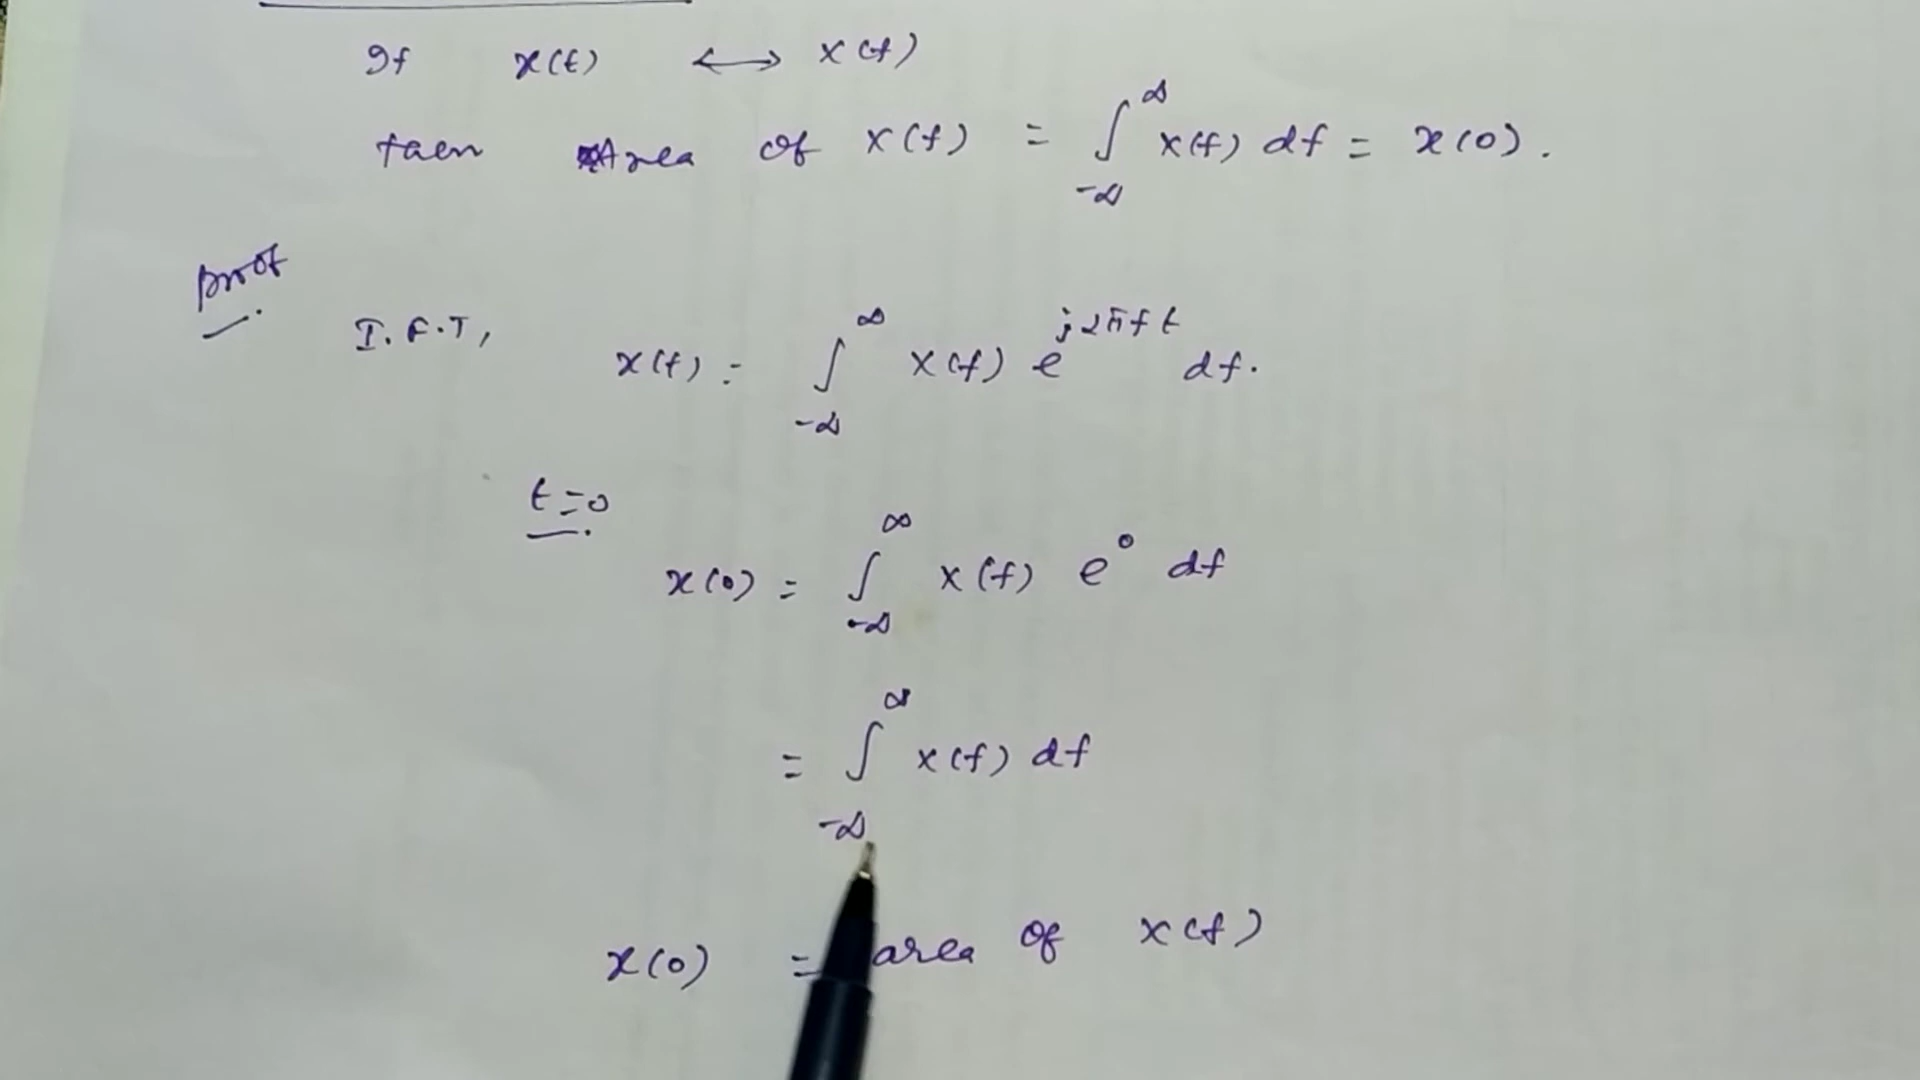 If x(t) ↔ X(f)
then Area of X(f) = ∫_{-∞}^{∞} X(f) df = x(0).
proof
I.F.T, x(t) = ∫_{-∞}^{∞} X(f) e^{j2πft} df.
t=0
x(0) = ∫_{-∞}^{∞} X(f) e^0 df
= ∫_{-∞}^{∞} X(f) df
x(0) = area of X(f)